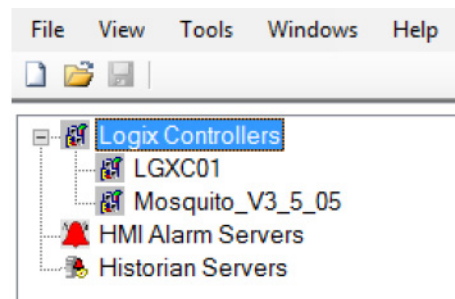 File View Tools Windows Help
Logix Controllers
LGXC01
Mosquito_V3_5_05
HMI Alarm Servers
Historian Servers